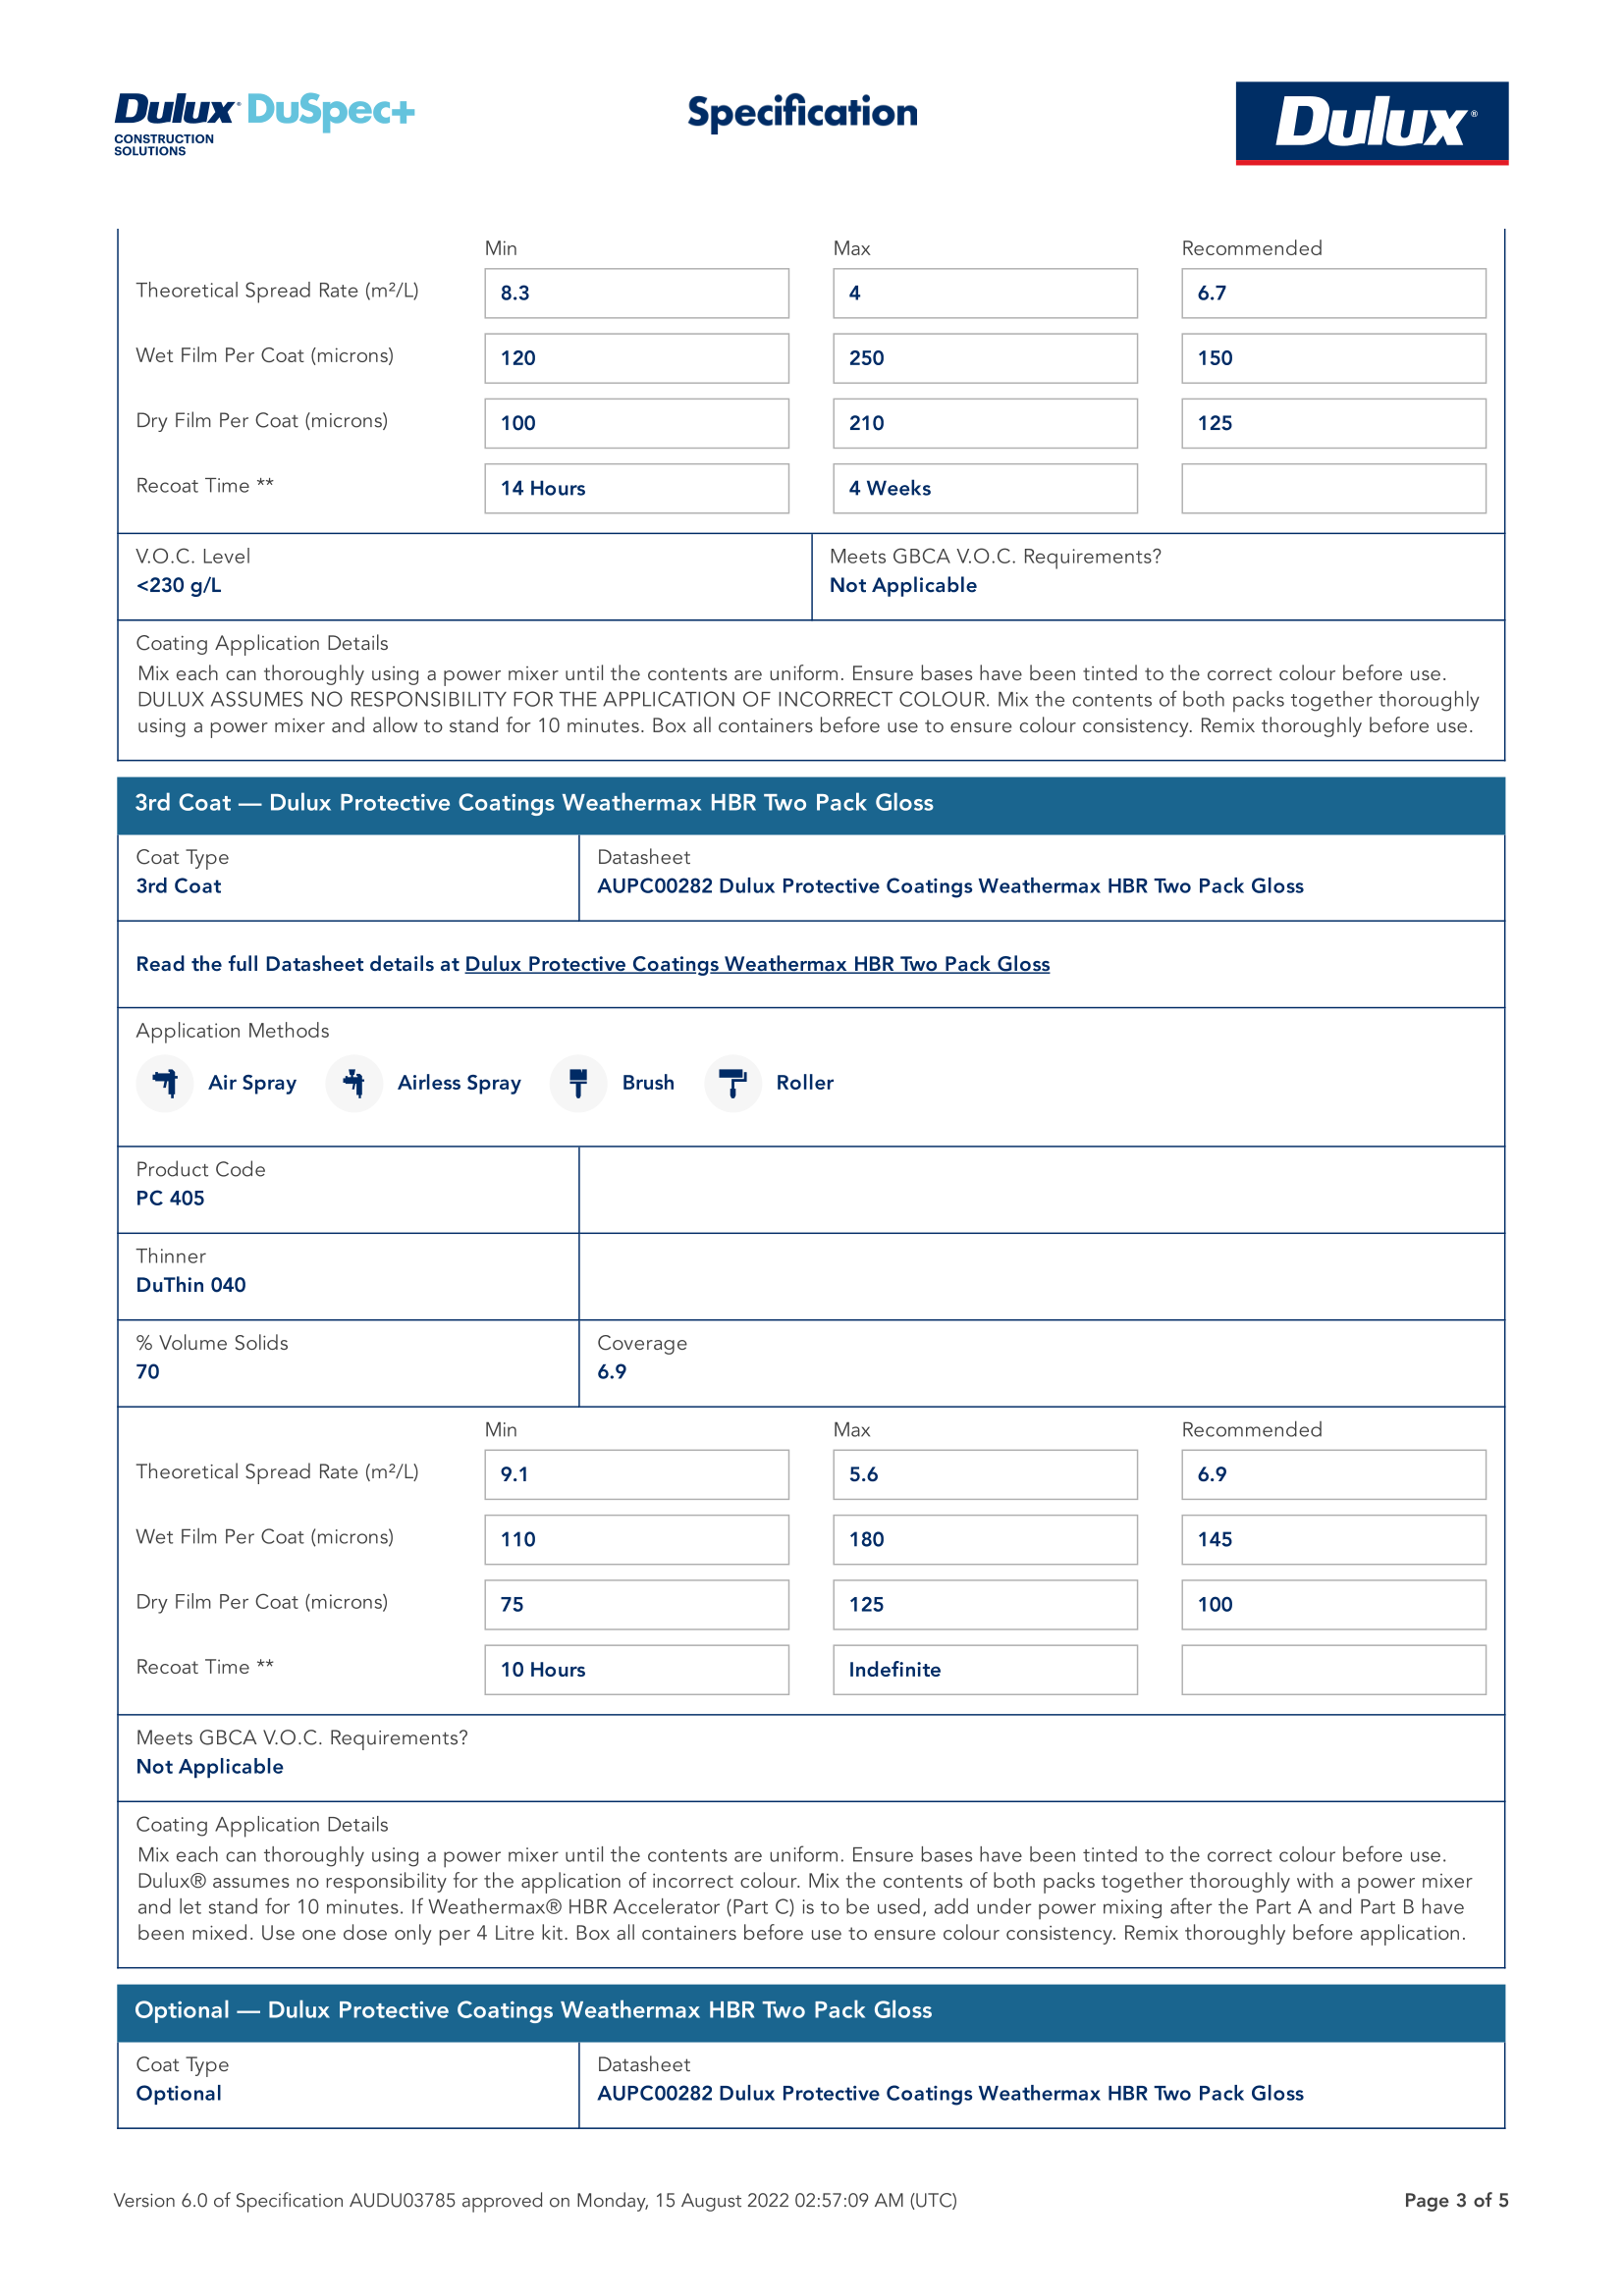 Dulux® DuSpec+
CONSTRUCTION
SOLUTIONS
Specification
Dulux®
Min Max Recommended
Theoretical Spread Rate (m²/L) 8.3 4 6.7
Wet Film Per Coat (microns) 120 250 150
Dry Film Per Coat (microns) 100 210 125
Recoat Time ** 14 Hours 4 Weeks
V.O.C. Level Meets GBCA V.O.C. Requirements?
<230 g/L Not Applicable
Coating Application Details
Mix each can thoroughly using a power mixer until the contents are uniform. Ensure bases have been tinted to the correct colour before use.
DULUX ASSUMES NO RESPONSIBILITY FOR THE APPLICATION OF INCORRECT COLOUR. Mix the contents of both packs together thoroughly
using a power mixer and allow to stand for 10 minutes. Box all containers before use to ensure colour consistency. Remix thoroughly before use.
3rd Coat — Dulux Protective Coatings Weathermax HBR Two Pack Gloss
Coat Type Datasheet
3rd Coat AUPC00282 Dulux Protective Coatings Weathermax HBR Two Pack Gloss
Read the full Datasheet details at Dulux Protective Coatings Weathermax HBR Two Pack Gloss
Application Methods
Air Spray Airless Spray Brush Roller
Product Code
PC 405
Thinner
DuThin 040
% Volume Solids Coverage
70 6.9
Min Max Recommended
Theoretical Spread Rate (m²/L) 9.1 5.6 6.9
Wet Film Per Coat (microns) 110 180 145
Dry Film Per Coat (microns) 75 125 100
Recoat Time ** 10 Hours Indefinite
Meets GBCA V.O.C. Requirements?
Not Applicable
Coating Application Details
Mix each can thoroughly using a power mixer until the contents are uniform. Ensure bases have been tinted to the correct colour before use.
Dulux® assumes no responsibility for the application of incorrect colour. Mix the contents of both packs together thoroughly with a power mixer
and let stand for 10 minutes. If Weathermax® HBR Accelerator (Part C) is to be used, add under power mixing after the Part A and Part B have
been mixed. Use one dose only per 4 Litre kit. Box all containers before use to ensure colour consistency. Remix thoroughly before application.
Optional — Dulux Protective Coatings Weathermax HBR Two Pack Gloss
Coat Type Datasheet
Optional AUPC00282 Dulux Protective Coatings Weathermax HBR Two Pack Gloss
Version 6.0 of Specification AUDU03785 approved on Monday, 15 August 2022 02:57:09 AM (UTC) Page 3 of 5